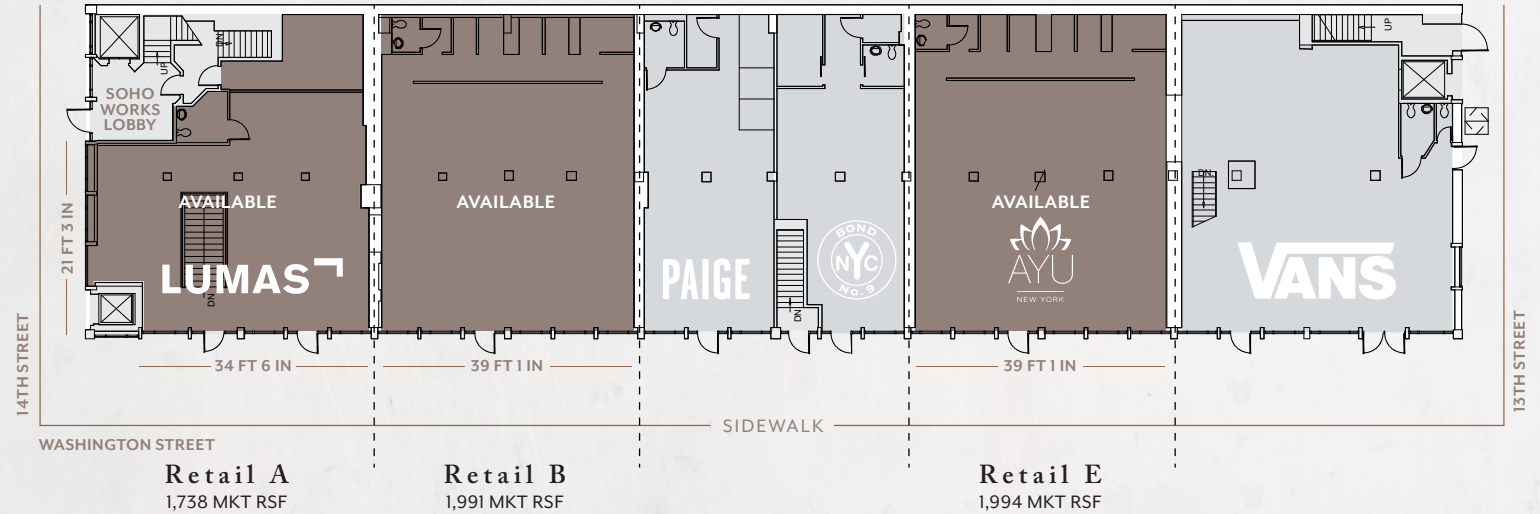 UP
DN
SOHO
WORKS
LOBBY
AVAILABLE
LUMAS
DN
21 FT 3 IN
34 FT 6 IN
AVAILABLE
39 FT 1 IN
PAIGE
DN
BOND
NYC
No. 9
AVAILABLE
AYU
NEW YORK
39 FT 1 IN
UP
DN.
VANS
14TH STREET
13TH STREET
SIDEWALK
WASHINGTON STREET
Retail A
1,738 MKT RSF
Retail B
1,991 MKT RSF
Retail E
1,994 MKT RSF